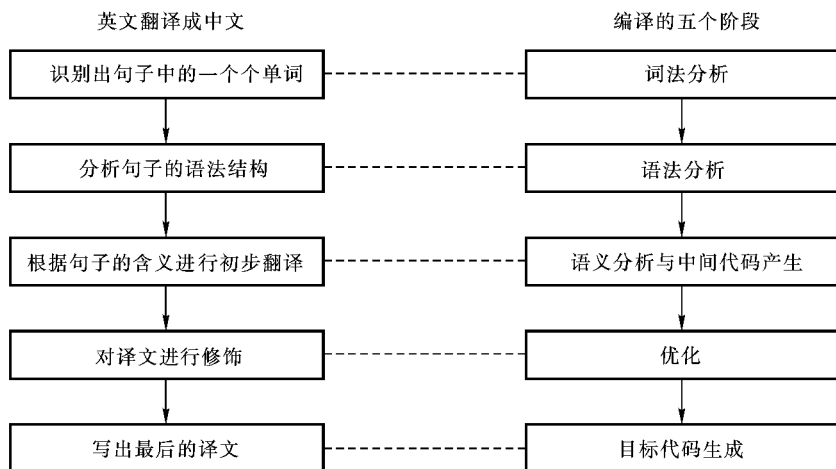 英文翻译成中文
编译的五个阶段
识别出句子中的一个个单词
词法分析
分析句子的语法结构
语法分析
根据句子的含义进行初步翻译
语义分析与中间代码产生
对译文进行修饰
优化
写出最后的译文
目标代码生成